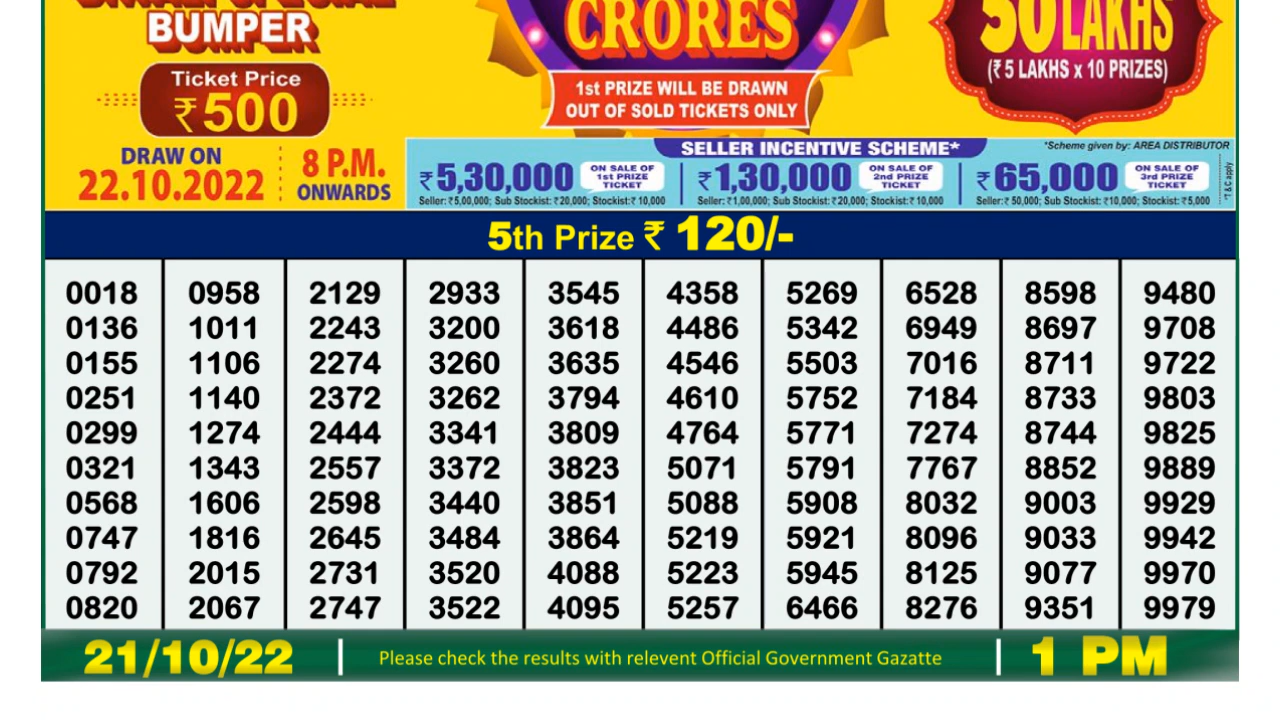 BUMPER
Ticket Price
₹500
DRAW ON
22.10.2022
8 P.M.
ONWARDS
CRORES
1st PRIZE WILL BE DRAWN
OUT OF SOLD TICKETS ONLY
50 LAKHS
(₹ 5 LAKHS x 10 PRIZES)
SELLER INCENTIVE SCHEME*
*Scheme given by: AREA DISTRIBUTOR
₹5,30,000 ON SALE OF 1st PRIZE TICKET
Seller: ₹ 5,00,000; Sub Stockist: ₹20,000; Stockist: ₹ 10,000
₹1,30,000 ON SALE OF 2nd PRIZE TICKET
Seller: ₹ 1,00,000; Sub Stockist: ₹20,000; Stockist: ₹ 10,000
₹65,000 ON SALE OF 3rd PRIZE TICKET
Seller: ₹ 50,000; Sub Stockist: ₹10,000; Stockist: ₹ 5,000
*T & C apply
5th Prize ₹ 120/-
0018 0958 2129 2933 3545 4358 5269 6528 8598 9480
0136 1011 2243 3200 3618 4486 5342 6949 8697 9708
0155 1106 2274 3260 3635 4546 5503 7016 8711 9722
0251 1140 2372 3262 3794 4610 5752 7184 8733 9803
0299 1274 2444 3341 3809 4764 5771 7274 8744 9825
0321 1343 2557 3372 3823 5071 5791 7767 8852 9889
0568 1606 2598 3440 3851 5088 5908 8032 9003 9929
0747 1816 2645 3484 3864 5219 5921 8096 9033 9942
0792 2015 2731 3520 4088 5223 5945 8125 9077 9970
0820 2067 2747 3522 4095 5257 6466 8276 9351 9979
21/10/22 | Please check the results with relevent Official Government Gazatte | 1 PM